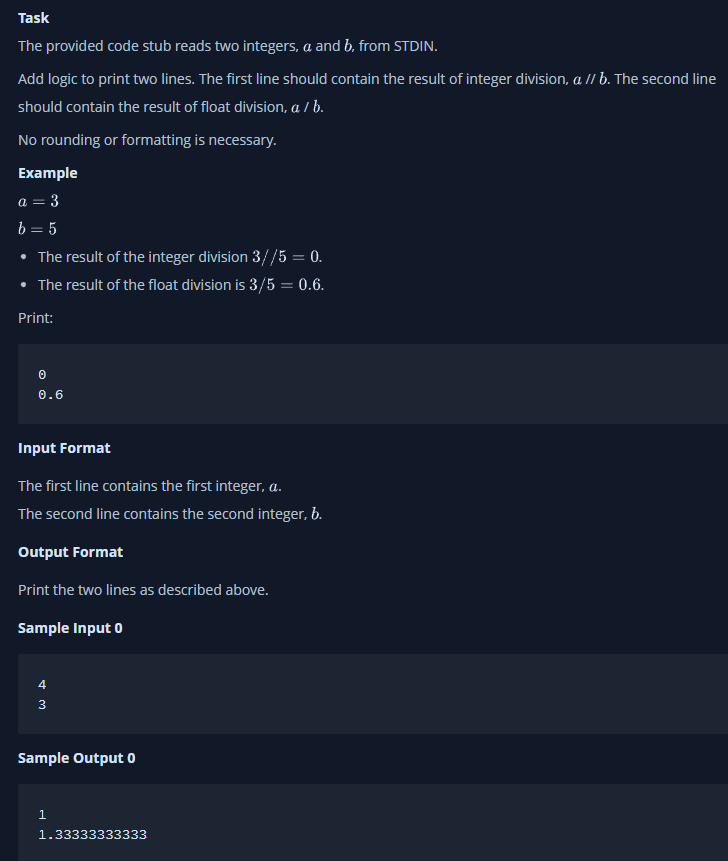 Task
The provided code stub reads two integers, a and b, from STDIN.
Add logic to print two lines. The first line should contain the result of integer division, a // b. The second line
should contain the result of float division, a / b.
No rounding or formatting is necessary.
Example
a = 3
b = 5
• The result of the integer division 3//5 = 0.
• The result of the float division is 3/5 = 0.6.
Print:
0
0.6
Input Format
The first line contains the first integer, a.
The second line contains the second integer, b.
Output Format
Print the two lines as described above.
Sample Input 0
4
3
Sample Output 0
1
1.33333333333